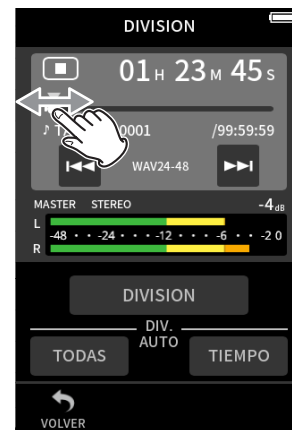 DIVISION
01H 23M 45s
0001 /99:59:59
WAV24-48
MASTER STEREO -4dB
L
-48 · · -24 · · · -12 · · · -6 · · -2 0
R
DIVISION
DIV.
AUTO
TODAS TIEMPO
VOLVER